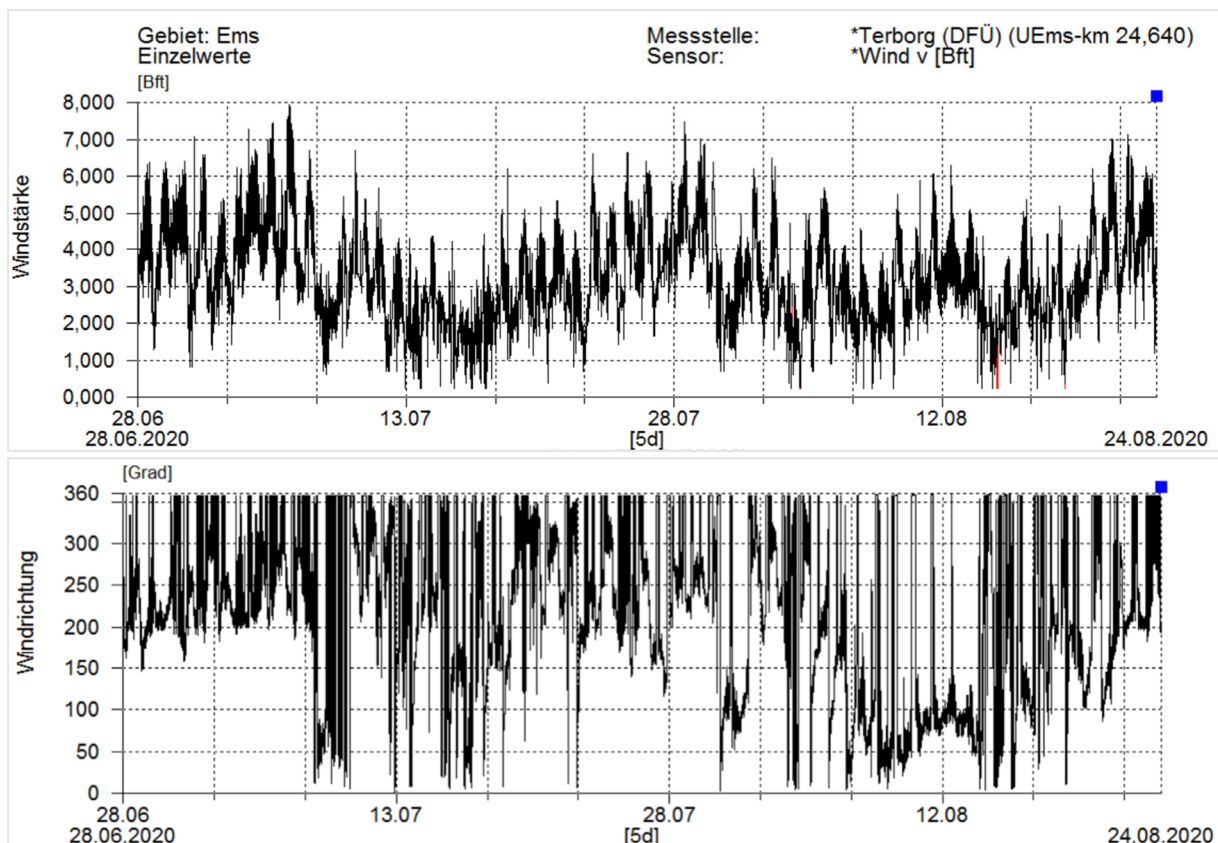 Gebiet: Ems Messstelle: *Terborg (DFÜ) (UEms-km 24,640)
Einzelwerte Sensor: *Wind v [Bft]
[Bft]
8,000
7,000
6,000
5,000
4,000
3,000
2,000
1,000
0,000
Windstärke
28.06 13.07 28.07 12.08
28.06.2020 [5d] 24.08.2020
[Grad]
360
300
250
200
150
100
50
0
Windrichtung
28.06 13.07 28.07 12.08
28.06.2020 [5d] 24.08.2020